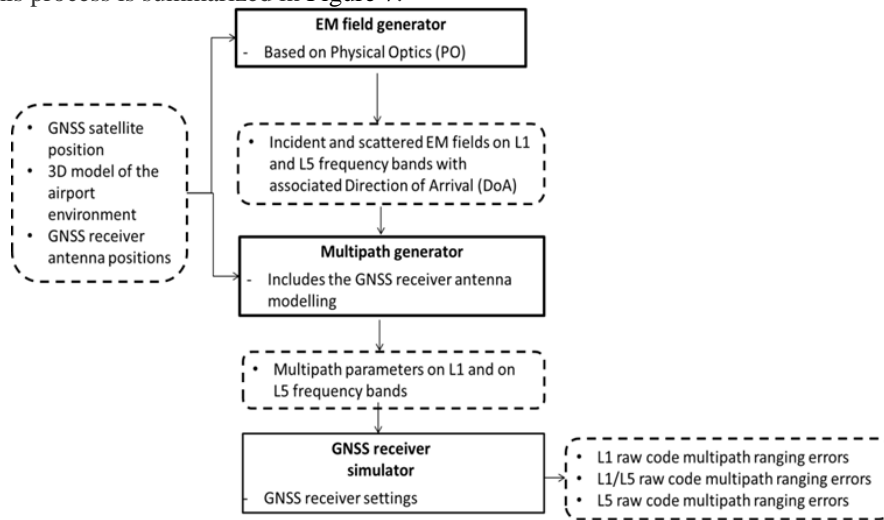 EM field generator
- Based on Physical Optics (PO)
• GNSS satellite
position
• 3D model of the
airport
environment
• GNSS receiver
antenna positions
• Incident and scattered EM fields on L1
and L5 frequency bands with
associated Direction of Arrival (DoA)
Multipath generator
- Includes the GNSS receiver antenna
modelling
• Multipath parameters on L1 and on
L5 frequency bands
GNSS receiver
simulator
- GNSS receiver settings
• L1 raw code multipath ranging errors
• L1/L5 raw code multipath ranging errors
• L5 raw code multipath ranging errors